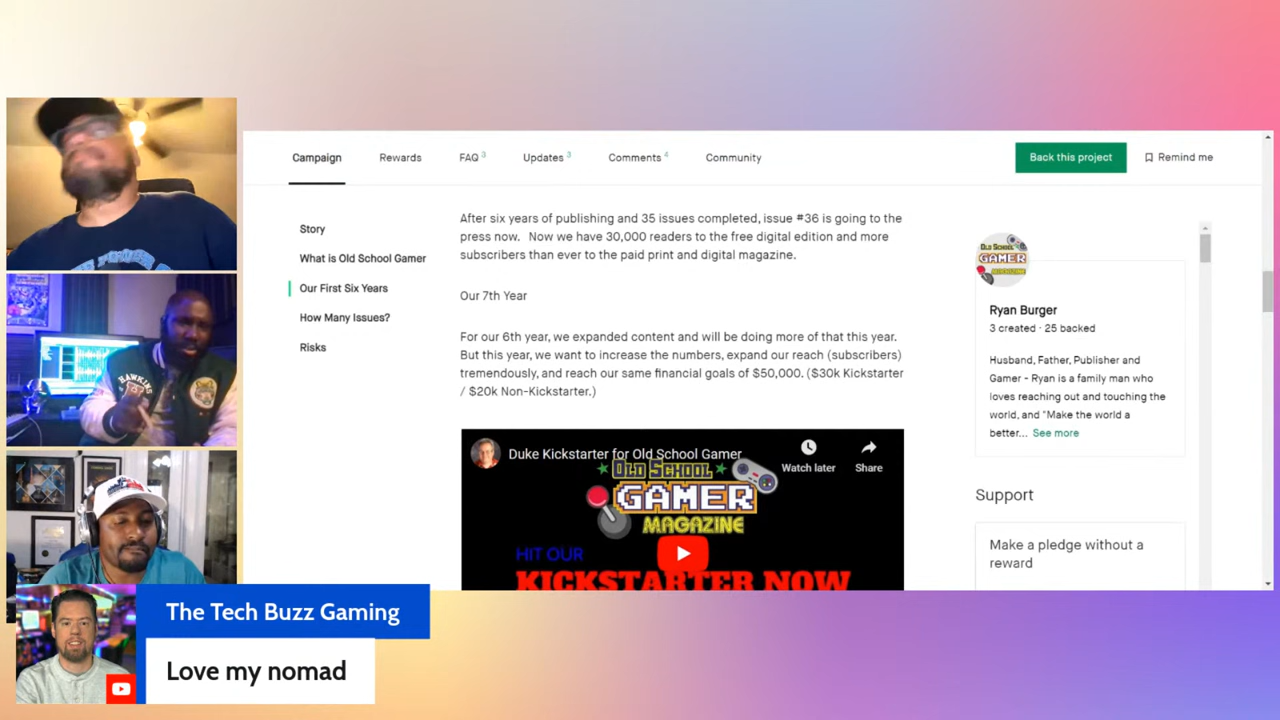 Campaign
Rewards
FAQ 3
Updates 3
Comments 4
Community
Back this project
Remind me
Story
What is Old School Gamer
Our First Six Years
How Many Issues?
Risks
After six years of publishing and 35 issues completed, issue #36 is going to the
press now. Now we have 30,000 readers to the free digital edition and more
subscribers than ever to the paid print and digital magazine.
Our 7th Year
For our 6th year, we expanded content and will be doing more of that this year.
But this year, we want to increase the numbers, expand our reach (subscribers)
tremendously, and reach our same financial goals of $50,000. ($30k Kickstarter
/ $20k Non-Kickstarter.)
Duke Kickstarter for Old School Gamer
Watch later
Share
OLD SCHOOL
GAMER
MAGAZINE
HIT OUR
KICKSTARTER NOW
OLD SCHOOL
GAMER
MAGAZINE
Ryan Burger
3 created · 25 backed
Husband, Father, Publisher and
Gamer - Ryan is a family man who
loves reaching out and touching the
world, and "Make the world a
better... See more
Support
Make a pledge without a
reward
HAWKINS
The Tech Buzz Gaming
Love my nomad